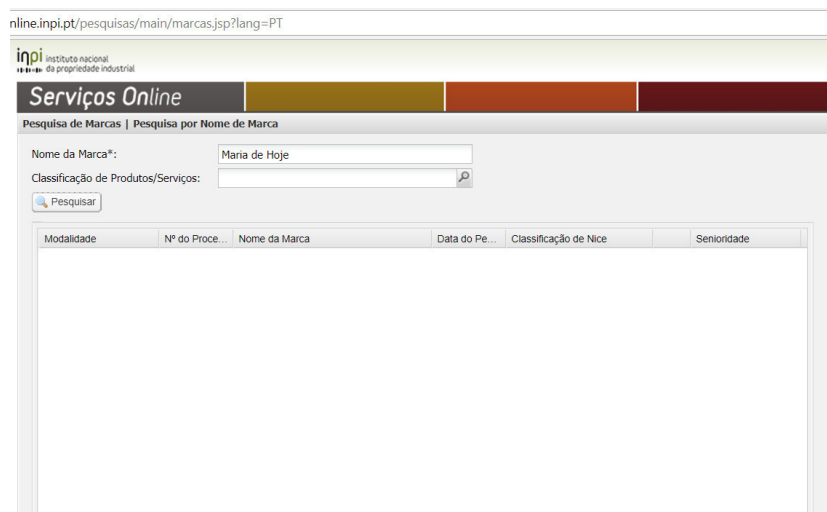 nline.inpi.pt/pesquisas/main/marcas.jsp?lang=PT
inpi instituto nacional
da propriedade industrial
Serviços Online
Pesquisa de Marcas | Pesquisa por Nome de Marca
Nome da Marca*: Maria de Hoje
Classificação de Produtos/Serviços:
Pesquisar
Modalidade Nº do Proce... Nome da Marca Data do Pe... Classificação de Nice Senioridade